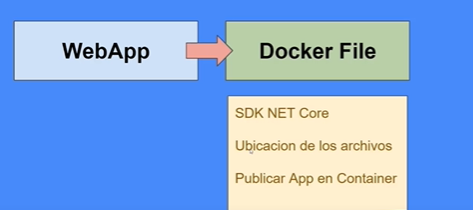 WebApp
Docker File
SDK NET Core
Ubicacion de los archivos
Publicar App en Container